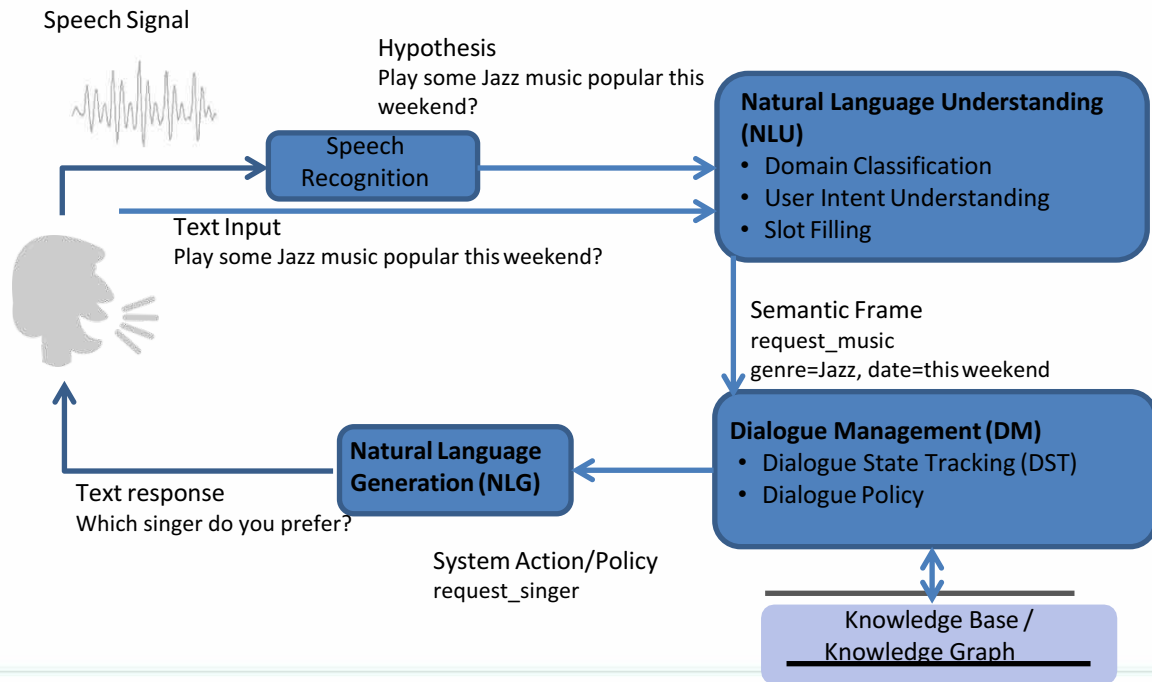 Speech Signal
Hypothesis
Play some Jazz music popular this
weekend?
Speech
Recognition
Natural Language Understanding
(NLU)
• Domain Classification
• User Intent Understanding
• Slot Filling
Text Input
Play some Jazz music popular this weekend?
Semantic Frame
request_music
genre=Jazz, date=this weekend
Dialogue Management (DM)
• Dialogue State Tracking (DST)
• Dialogue Policy
Natural Language
Generation (NLG)
Text response
Which singer do you prefer?
System Action/Policy
request_singer
Knowledge Base /
Knowledge Graph